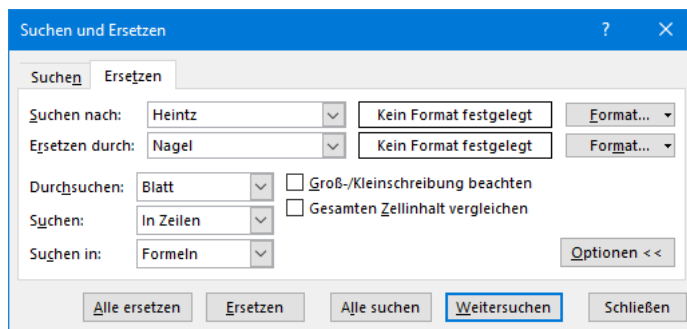 Suchen und Ersetzen ? ×
Suchen Ersetzen
Suchen nach: Heintz Kein Format festgelegt Format...
Ersetzen durch: Nagel Kein Format festgelegt Format...
Durchsuchen: Blatt Groß-/Kleinschreibung beachten
Suchen: In Zeilen Gesamten Zellinhalt vergleichen
Suchen in: Formeln Optionen <<
Alle ersetzen Ersetzen Alle suchen Weitersuchen Schließen